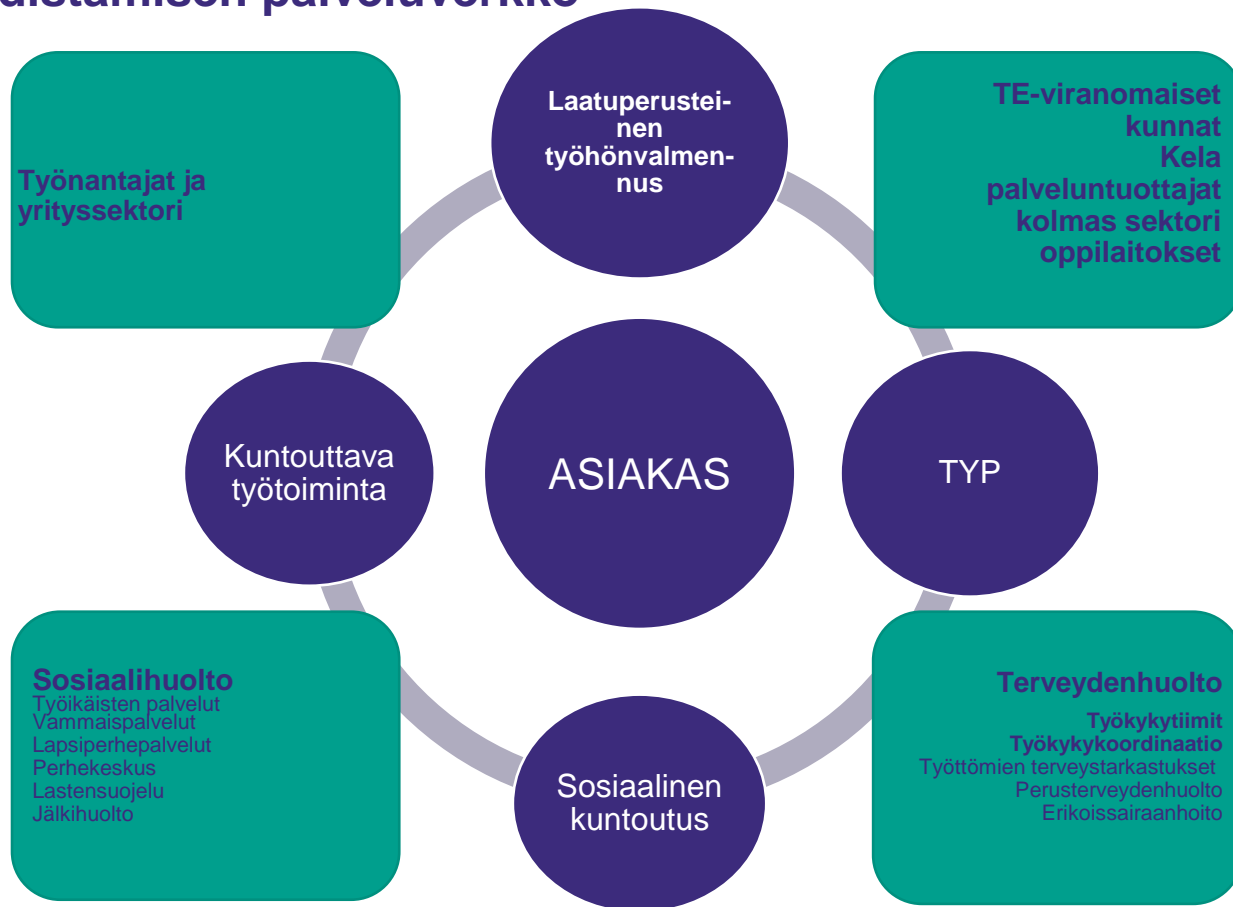 palveluverkko
Laatuperustei-
nen
työhönvalmen-
nus
Työnantajat ja
yrityssektori
TE-viranomaiset
kunnat
Kela
palveluntuottajat
kolmas sektori
oppilaitokset
Kuntouttava
työtoiminta
ASIAKAS
TYP
Sosiaalihuolto
Työikäisten palvelut
Vammaispalvelut
Lapsiperhepalvelut
Perhekeskus
Lastensuojelu
Jälkihuolto
Sosiaalinen
kuntoutus
Terveydenhuolto
Työkykytiimit
Työkykykoordinaatio
Työttömien terveystarkastukset
Perusterveydenhuolto
Erikoissairaanhoito